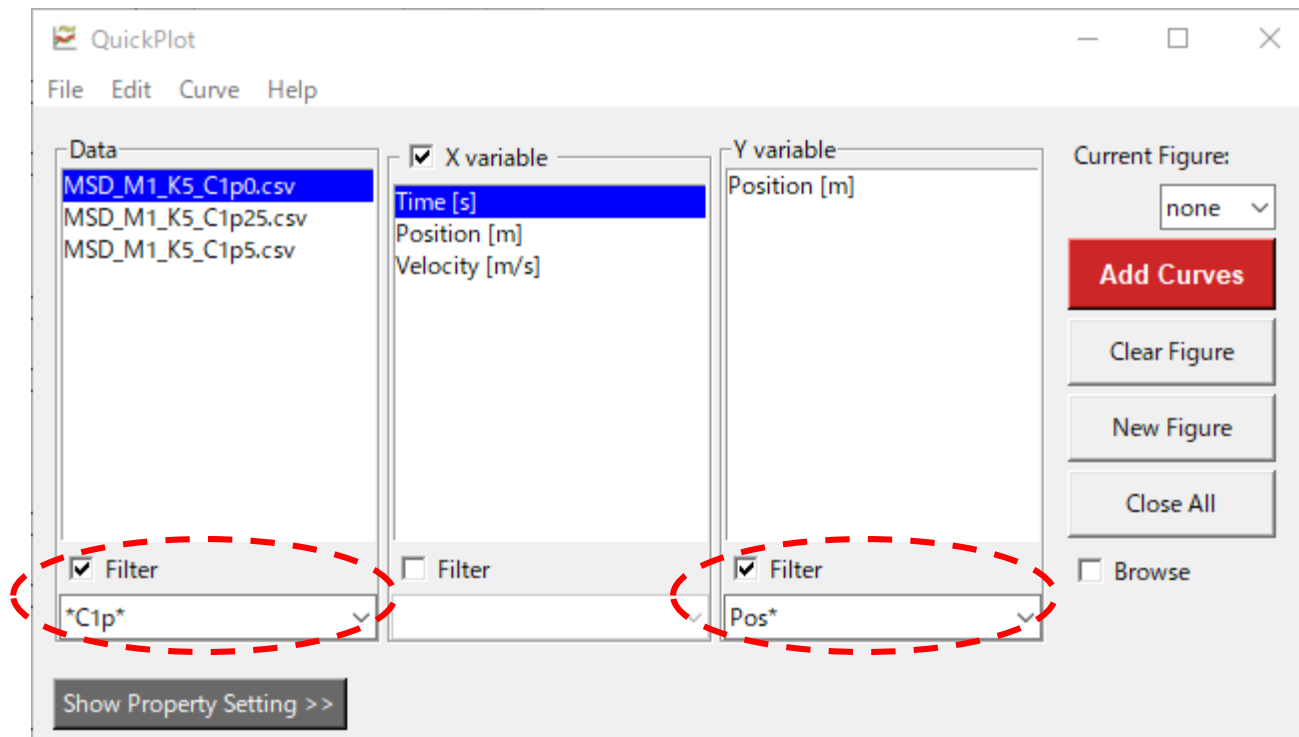 QuickPlot
File Edit Curve Help
Data
MSD_M1_K5_C1p0.csv
MSD_M1_K5_C1p25.csv
MSD_M1_K5_C1p5.csv
Filter
*C1p*
X variable
Time [s]
Position [m]
Velocity [m/s]
Filter
Y variable
Position [m]
Filter
Pos*
Current Figure:
none
Add Curves
Clear Figure
New Figure
Close All
Browse
Show Property Setting >>